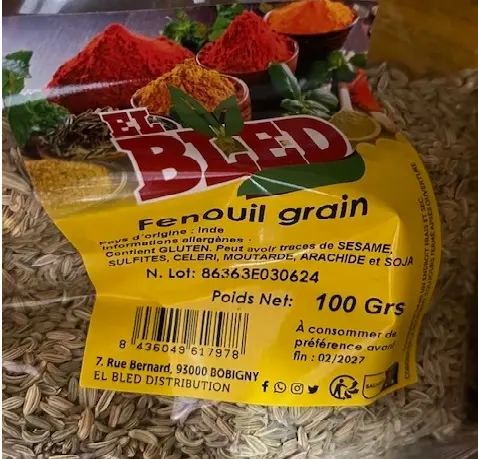 EL
BLED
Fenouil grain
Pays d'origine : Inde
Informations allergènes :
Contient GLUTEN. Peut avoir traces de SESAME,
SULFITES, CELERI, MOUTARDE, ARACHIDE et SOJA
N. Lot: 86363E030624
Poids Net: 100 Grs
À consommer de
préférence avant
fin : 02/2027
8 436049 617978
7. Rue Bernard, 93000 BOBIGNY
EL BLED DISTRIBUTION